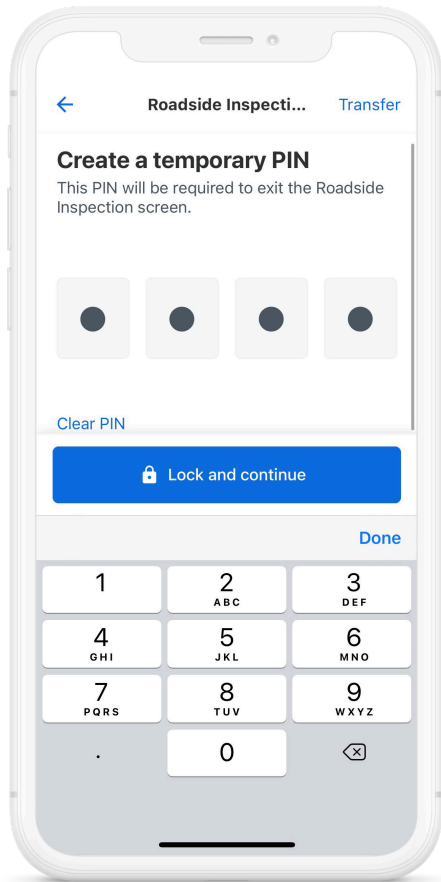 Roadside Inspecti...
Transfer
Create a temporary PIN
This PIN will be required to exit the Roadside
Inspection screen.
Clear PIN
Lock and continue
Done
1
2
ABC
3
DEF
4
GHI
5
JKL
6
MNO
7
PQRS
8
TUV
9
WXYZ
.
0